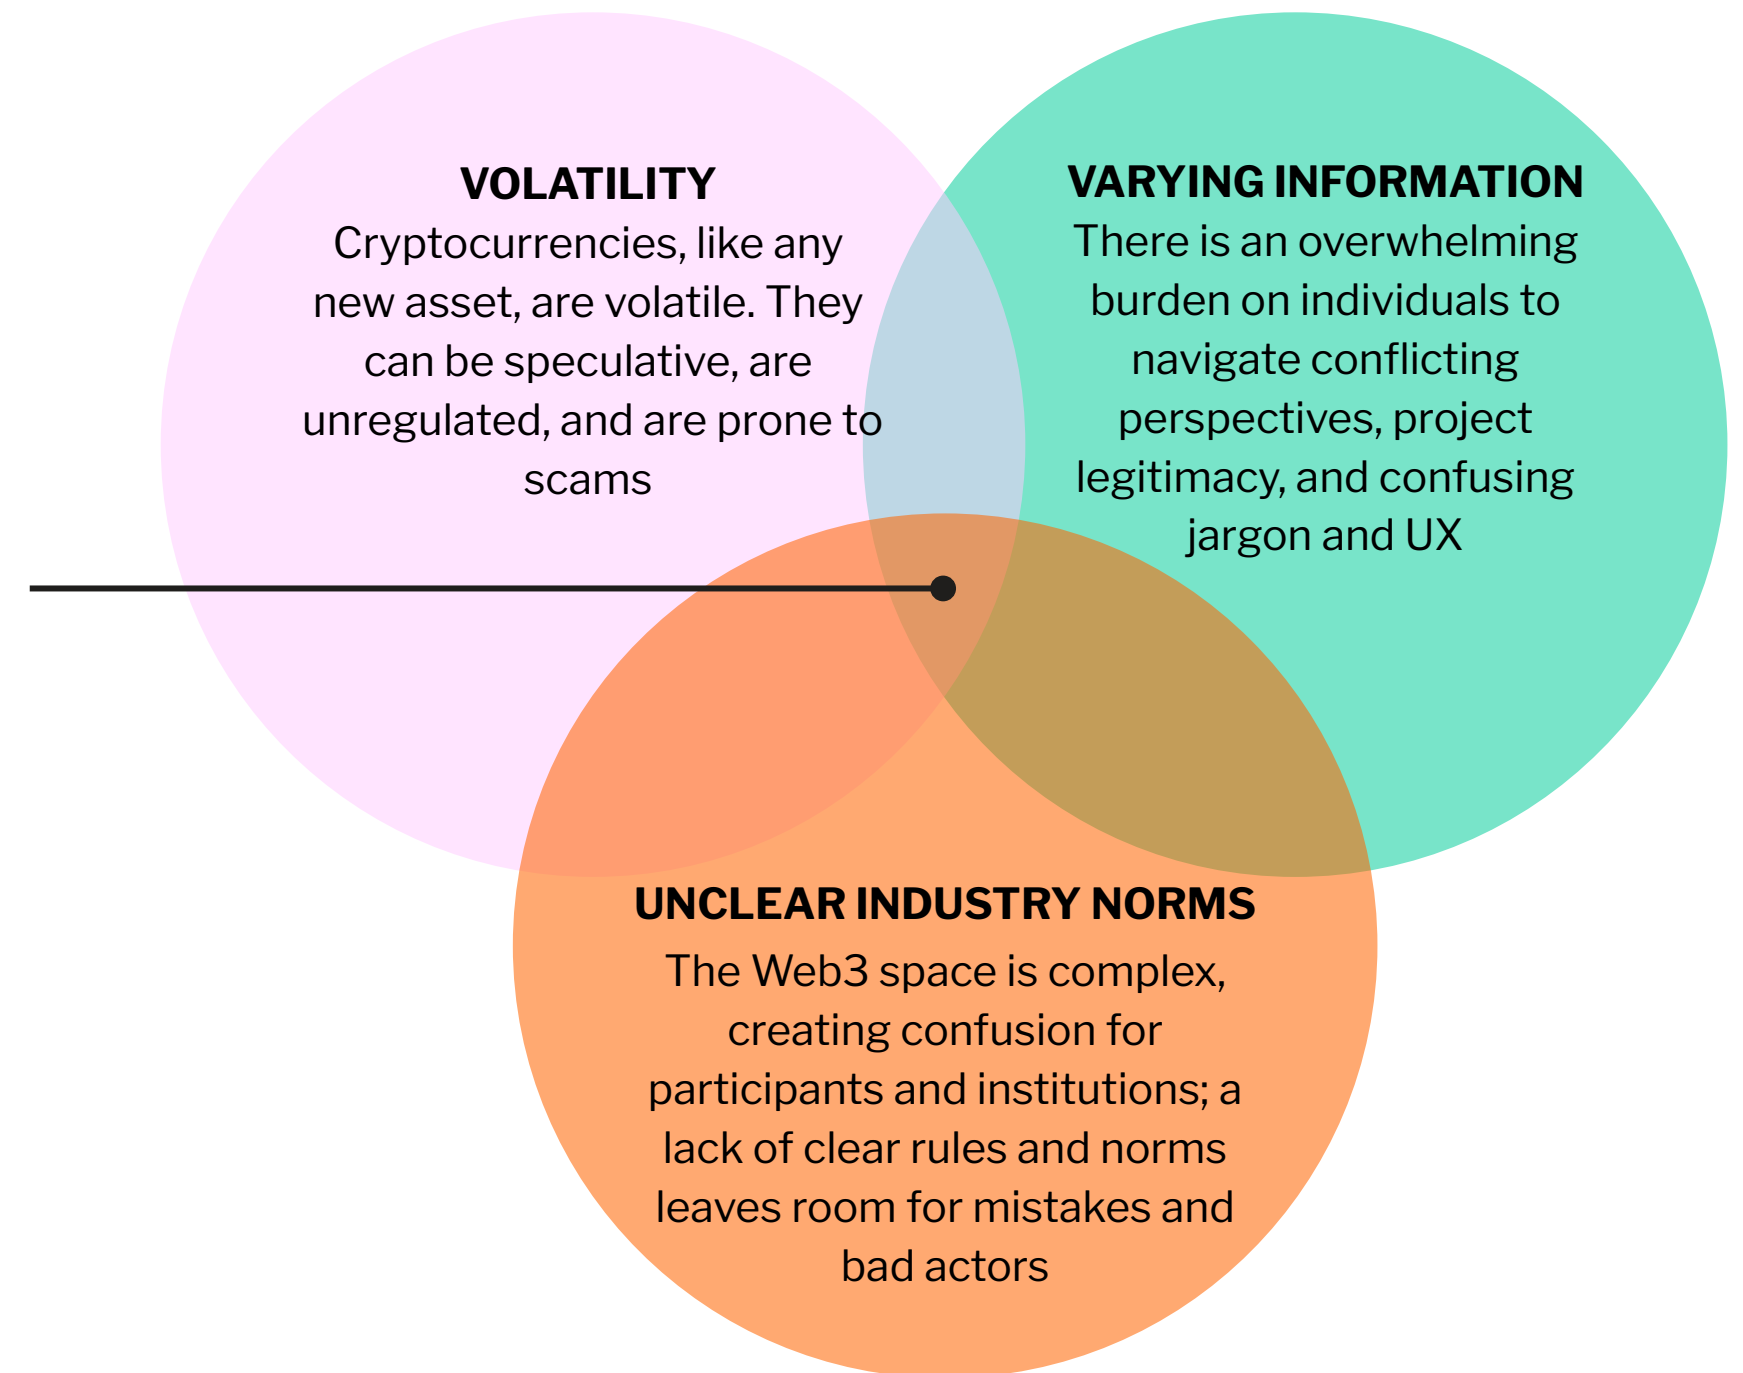 VOLATILITY
Cryptocurrencies, like any
new asset, are volatile. They
can be speculative, are
unregulated, and are prone to
scams
VARYING INFORMATION
There is an overwhelming
burden on individuals to
navigate conflicting
perspectives, project
legitimacy, and confusing
jargon and UX
UNCLEAR INDUSTRY NORMS
The Web3 space is complex,
creating confusion for
participants and institutions; a
lack of clear rules and norms
leaves room for mistakes and
bad actors